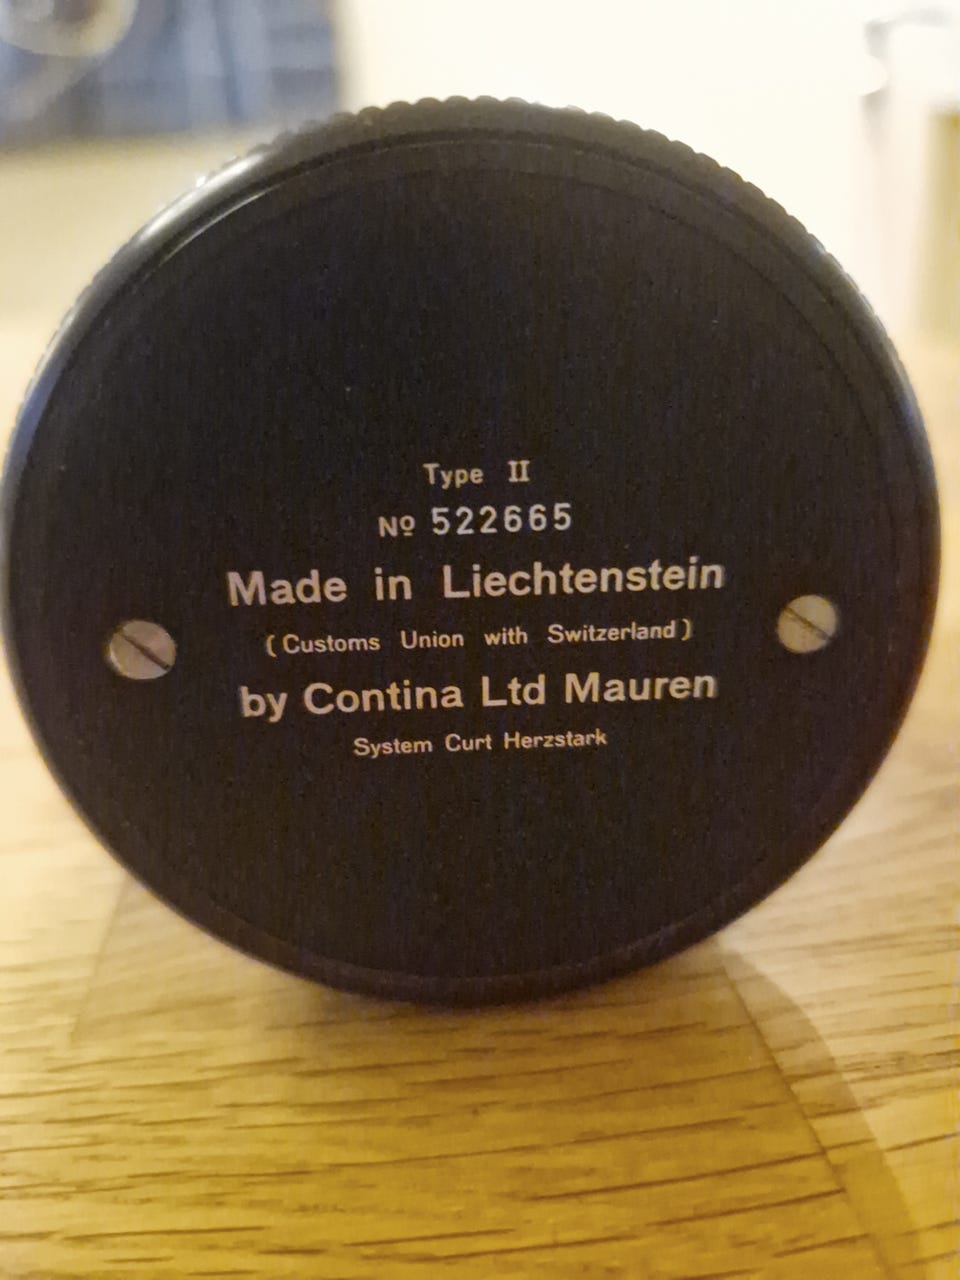 Type II
Nº 522665
Made in Liechtenstein
(Customs Union with Switzerland)
by Contina Ltd Mauren
System Curt Herzstark